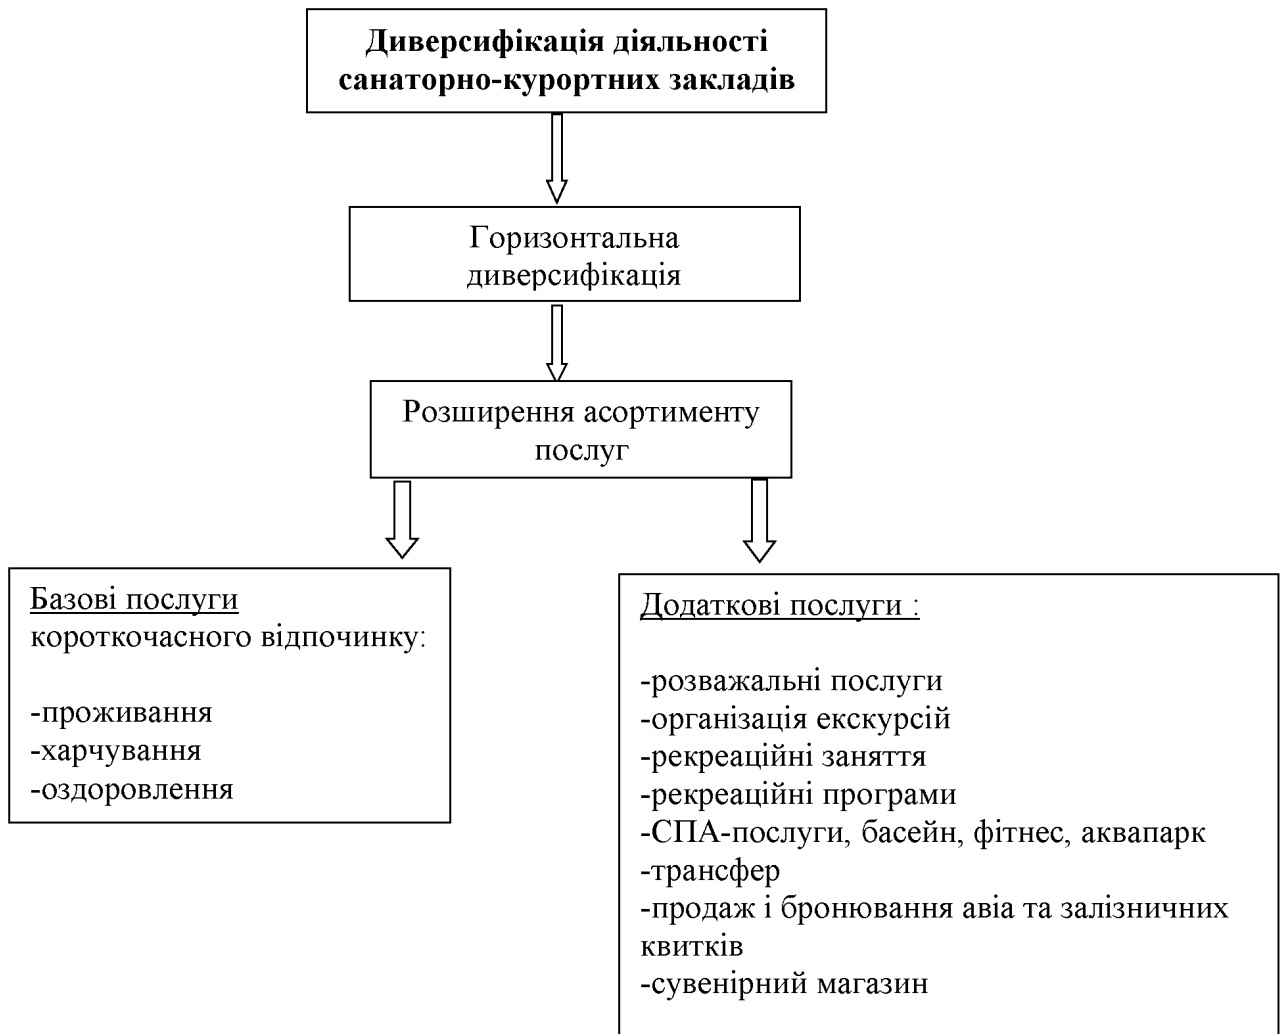 Диверсифікація діяльності
санаторно-курортних закладів
Горизонтальна
диверсифікація
Розширення асортименту
послуг
Базові послуги
короткочасного відпочинку:
-проживання
-харчування
-оздоровлення
Додаткові послуги :
-розважальні послуги
-організація екскурсій
-рекреаційні заняття
-рекреаційні програми
-СПА-послуги, басейн, фітнес, аквапарк
-трансфер
-продаж і бронювання авіа та залізничних
квитків
-сувенірний магазин